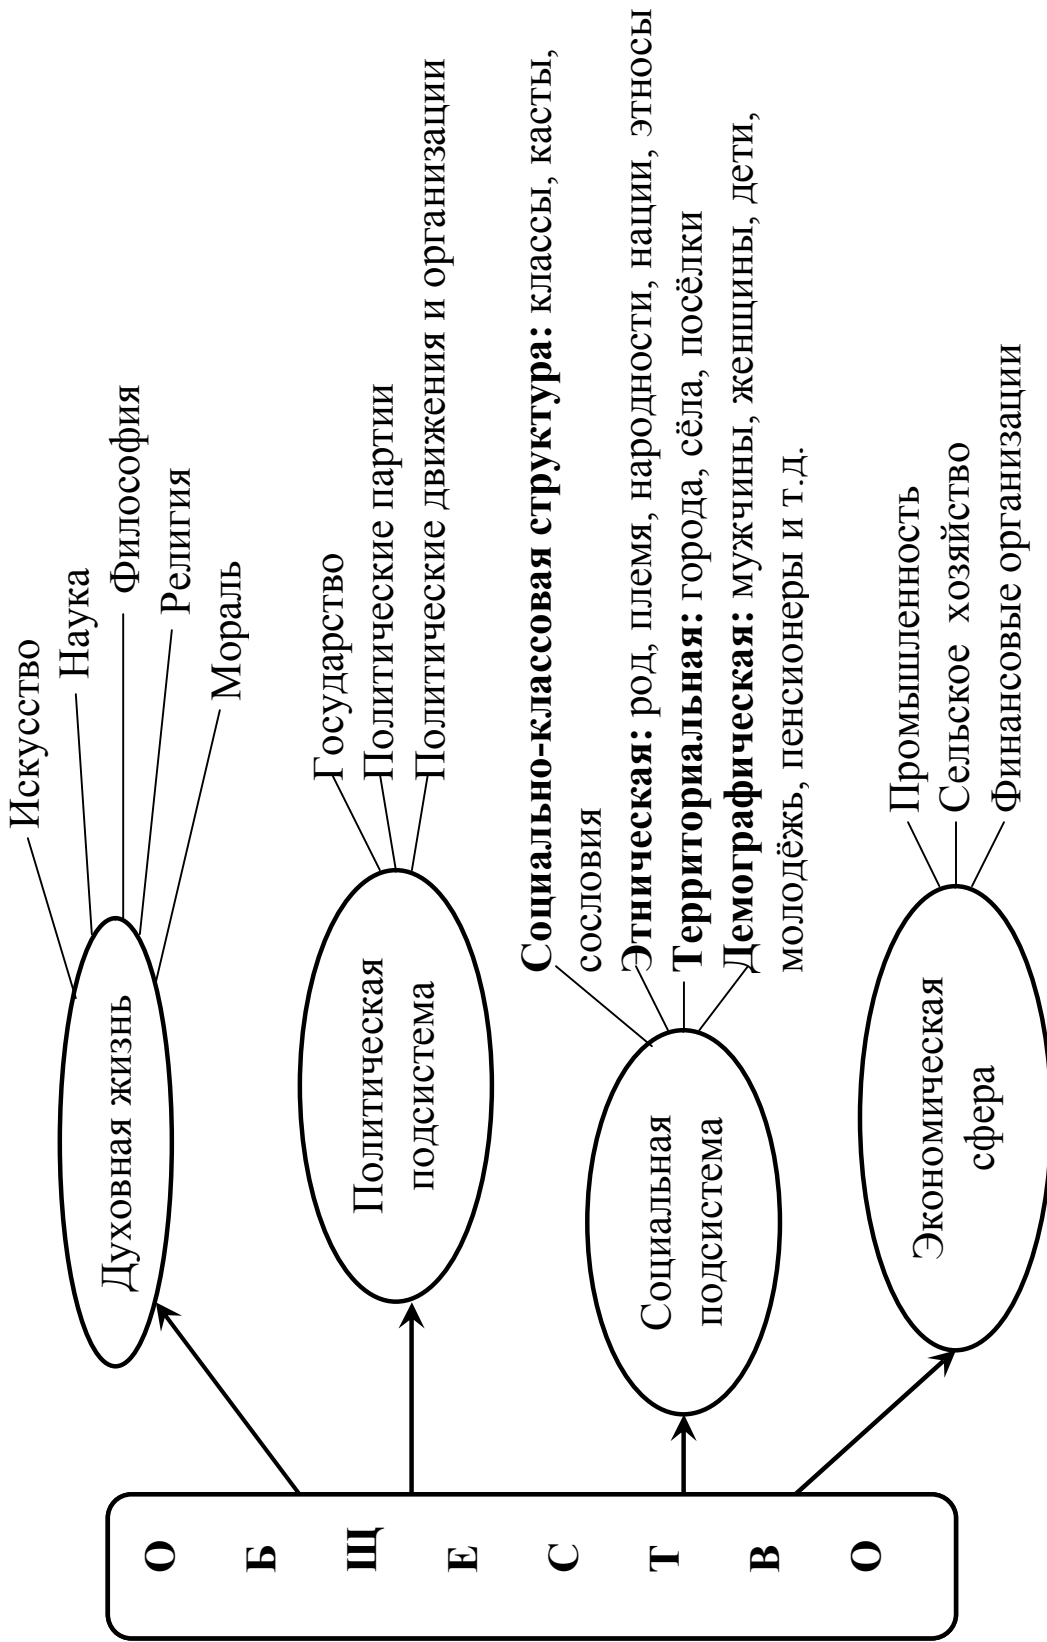 О
Б
Щ
Е
С
Т
В
О
Духовная жизнь
Искусство
Наука
Философия
Религия
Мораль
Политическая
подсистема
Государство
Политические партии
Политические движения и организации
Социальная
подсистема
Социально-классовая структура: классы, касты,
сословия
Этническая: род, племя, народности, нации, этносы
Территориальная: города, сёла, посёлки
Демографическая: мужчины, женщины, дети,
молодёжь, пенсионеры и т.д.
Экономическая
сфера
Промышленность
Сельское хозяйство
Финансовые организации